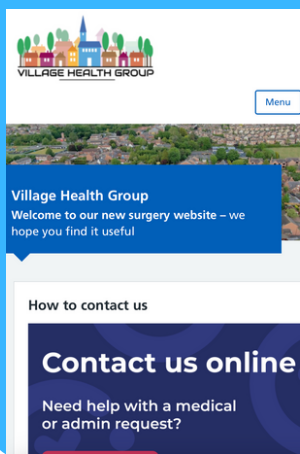 VILLAGE HEALTH GROUP
Menu
Village Health Group
Welcome to our new surgery website – we
hope you find it useful
How to contact us
Contact us online
Need help with a medical
or admin request?